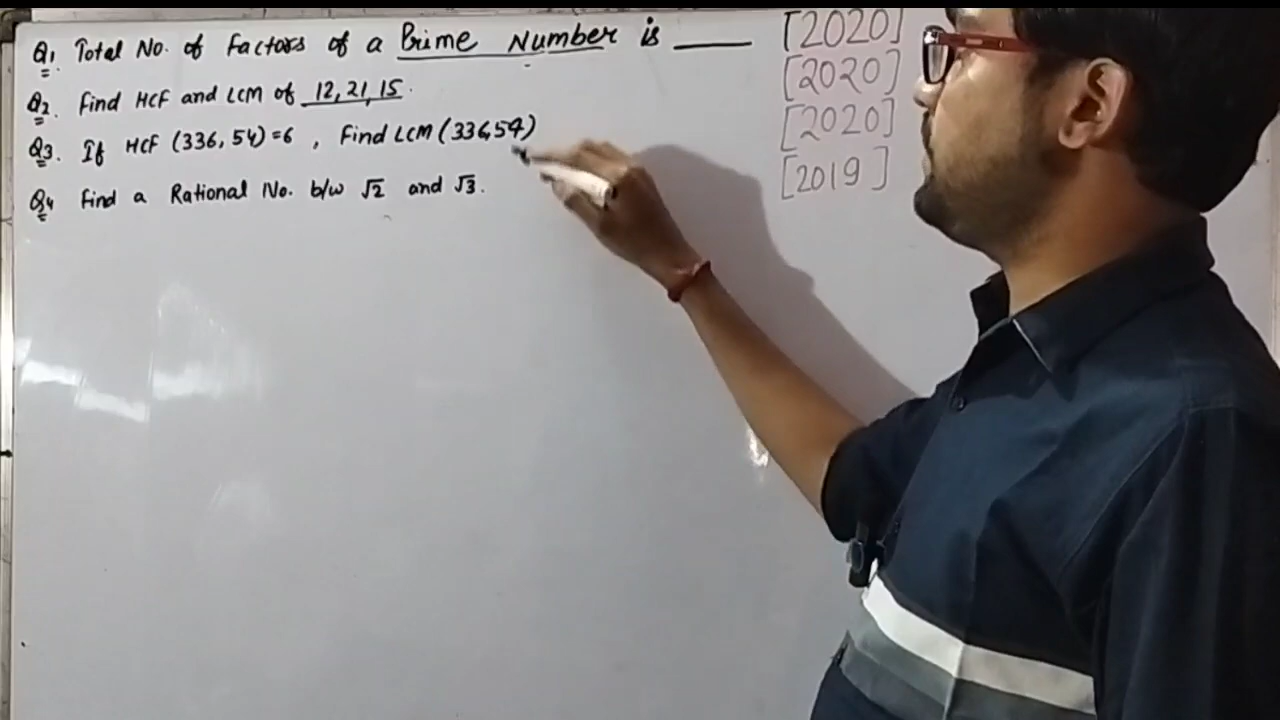 Q1. Total No. of Factors of a Prime Number is ____ [2020]
Q2. Find HCF and LCM of 12, 21, 15. [2020]
Q3. If HCF (336, 54) = 6 , Find LCM (336,54) [2020]
Q4 Find a Rational No. b/w √2 and √3. [2019]